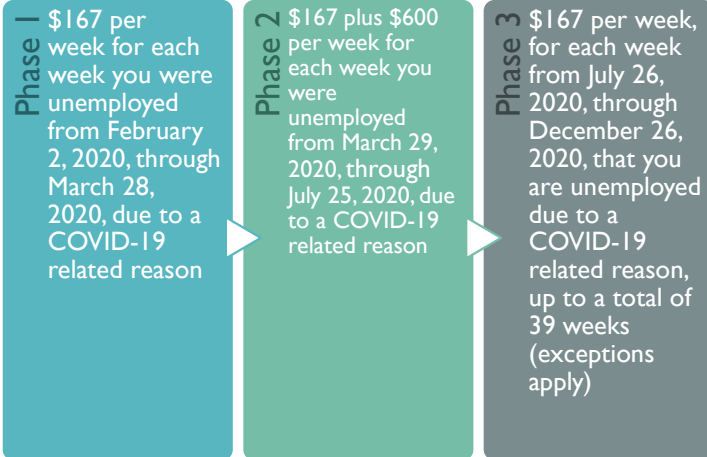 Phase 1
$167 per
week for each
week you were
unemployed
from February
2, 2020, through
March 28,
2020, due to a
COVID-19
related reason
Phase 2
$167 plus $600
per week for
each week you
were
unemployed
from March 29,
2020, through
July 25, 2020, due
to a COVID-19
related reason
Phase 3
$167 per week,
for each week
from July 26,
2020, through
December 26,
2020, that you
are unemployed
due to a
COVID-19
related reason,
up to a total of
39 weeks
(exceptions
apply)